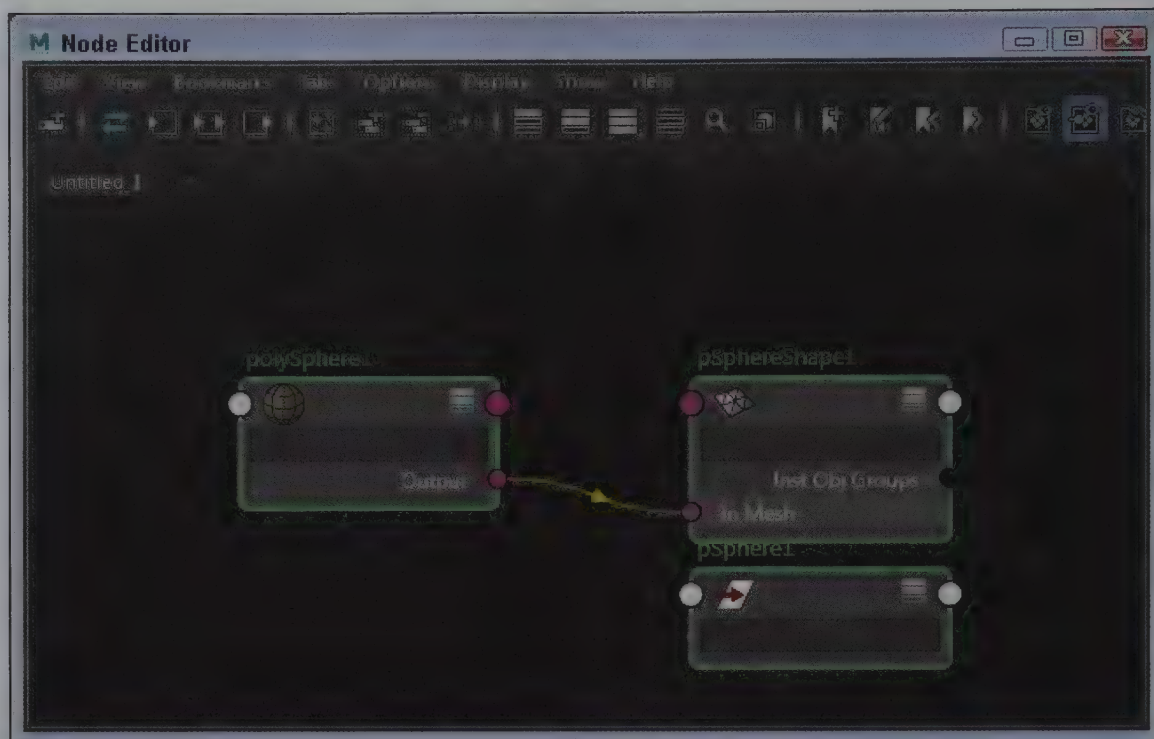 M Node Editor
Edit View Bookmarks Tabs Options Display Show Help
Untitled_1
polySphere1
pSphereShape1
Output
Inst Obj Groups
In Mesh
pSphere1